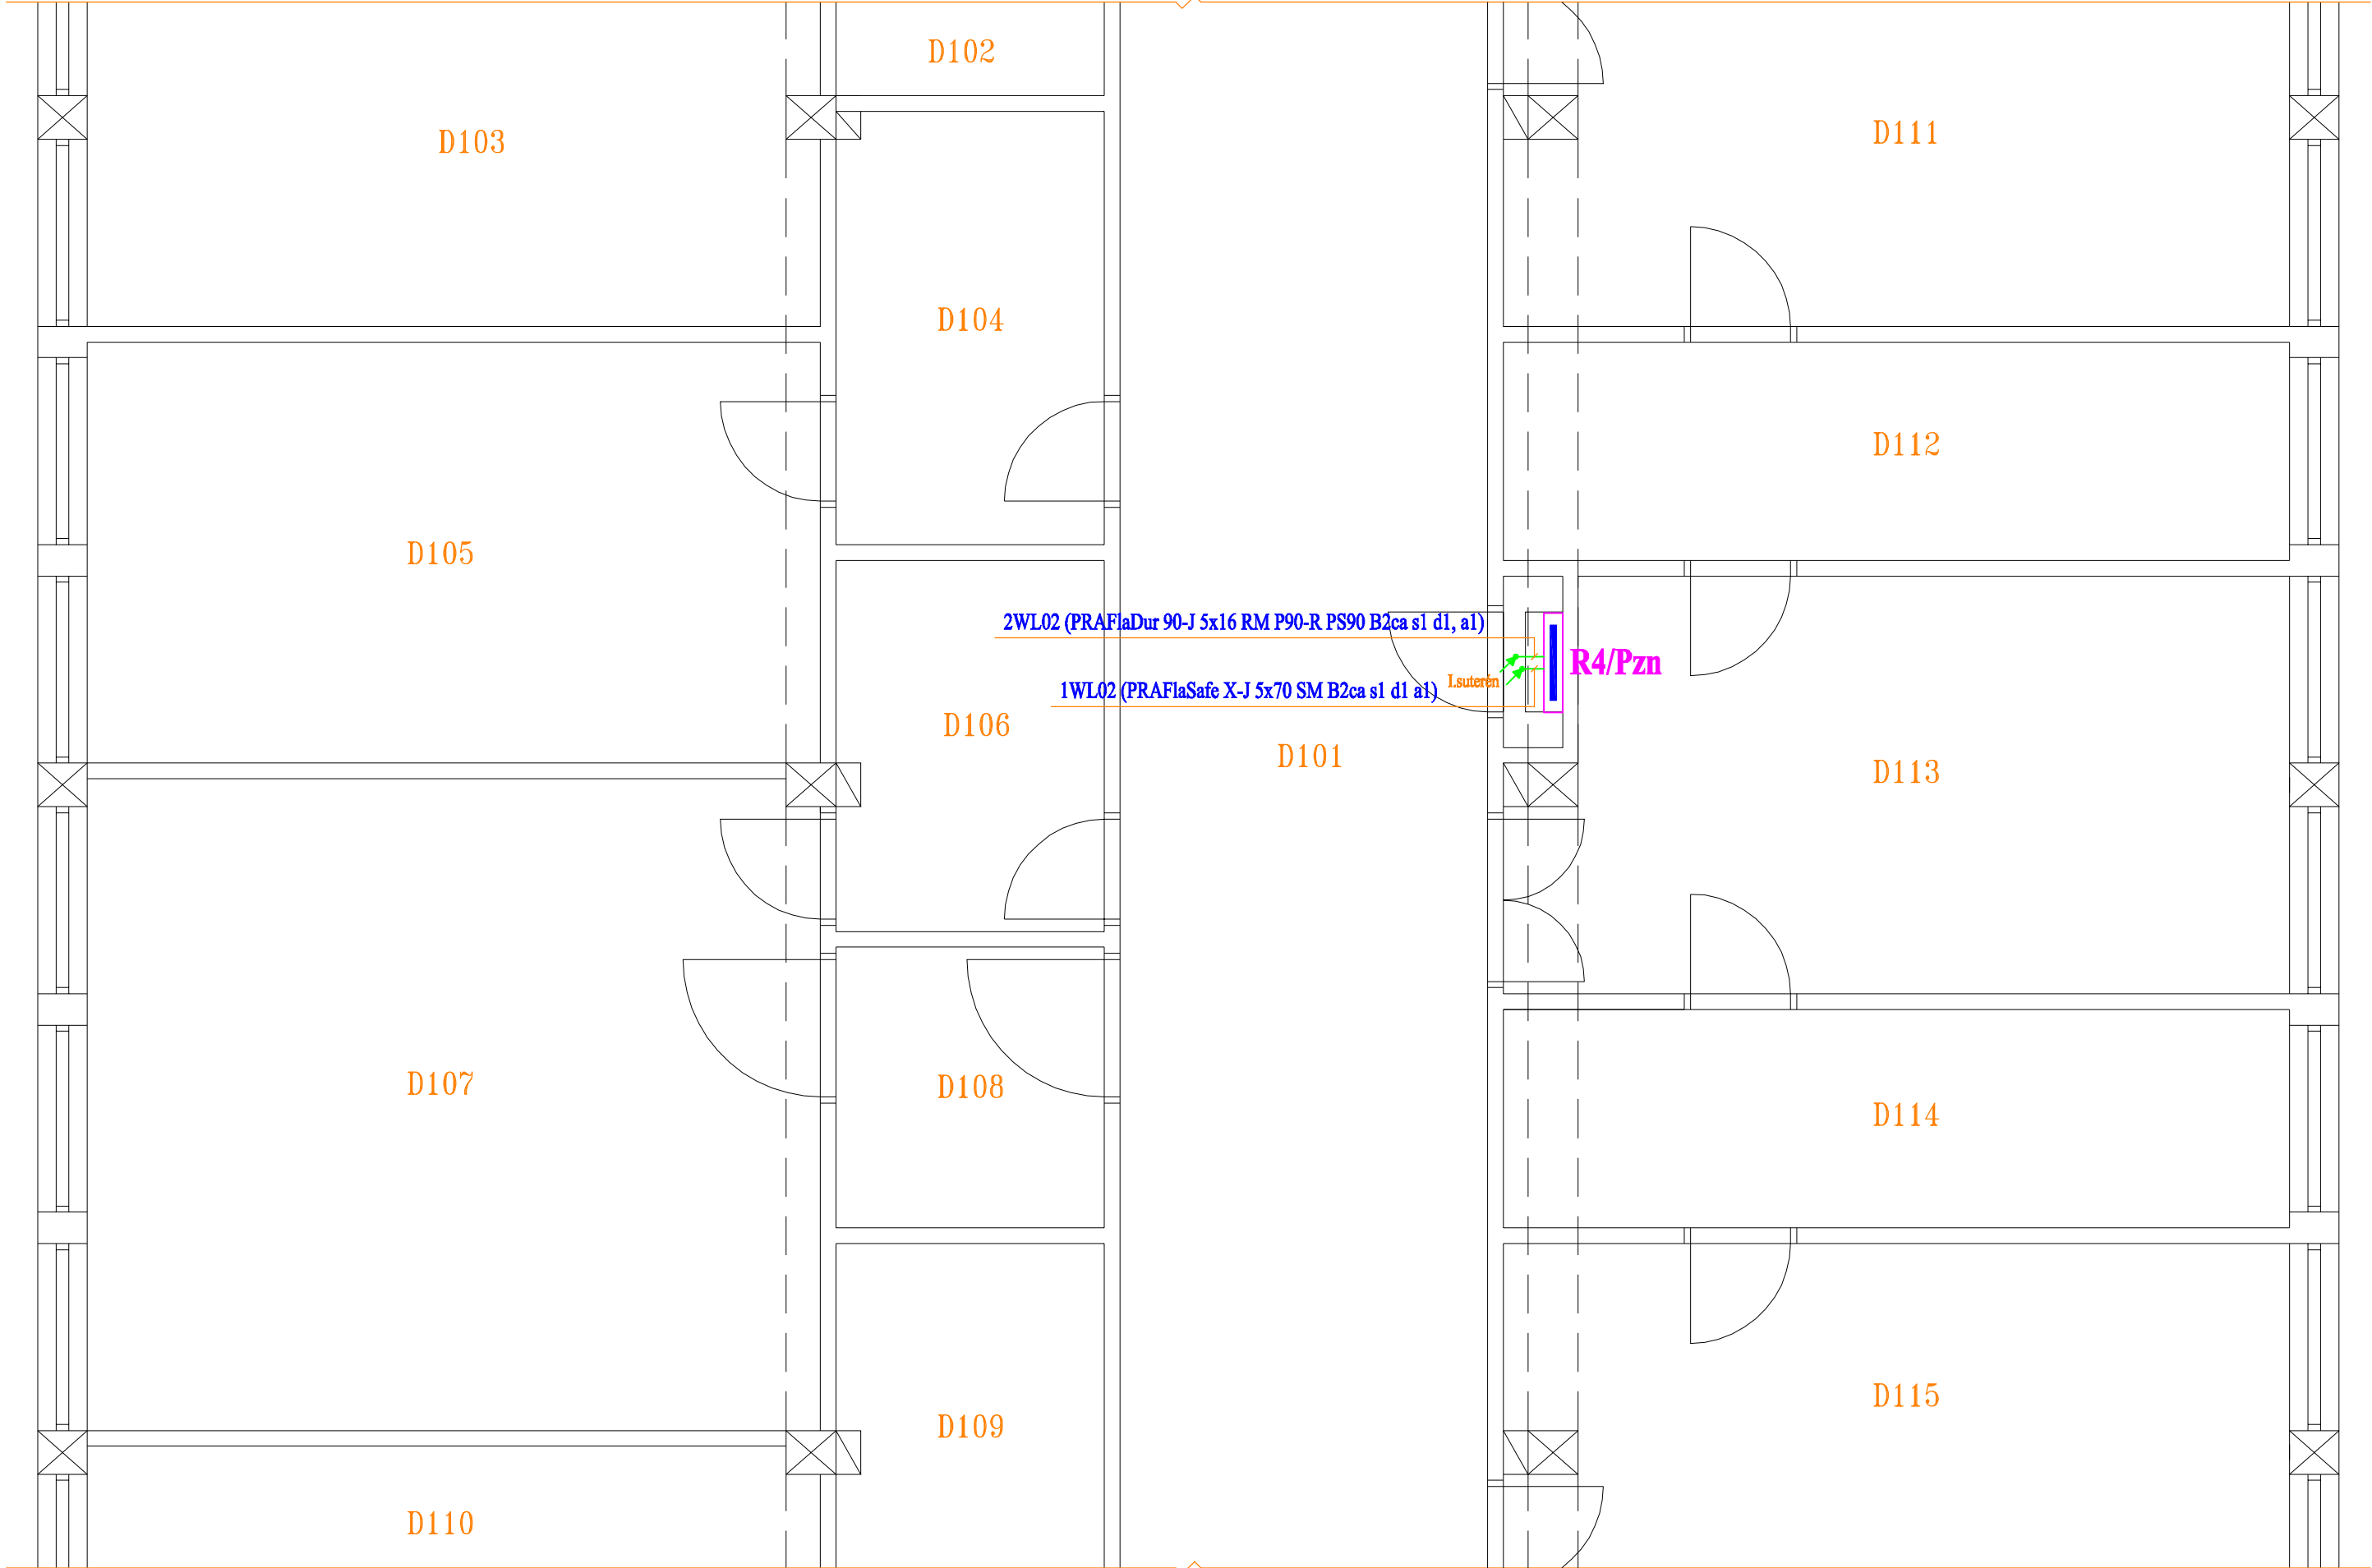 D102
D103
D111
D104
D112
D105
2WL02 (PRAFlaDur 90-J 5x16 RM P90-R PS90 B2ca s1 d1, a1)
R4/Pzn
I.suterén
1WL02 (PRAFlaSafe X-J 5x70 SM B2ca s1 d1 a1)
D106
D101
D113
D107
D108
D114
D115
D109
D110